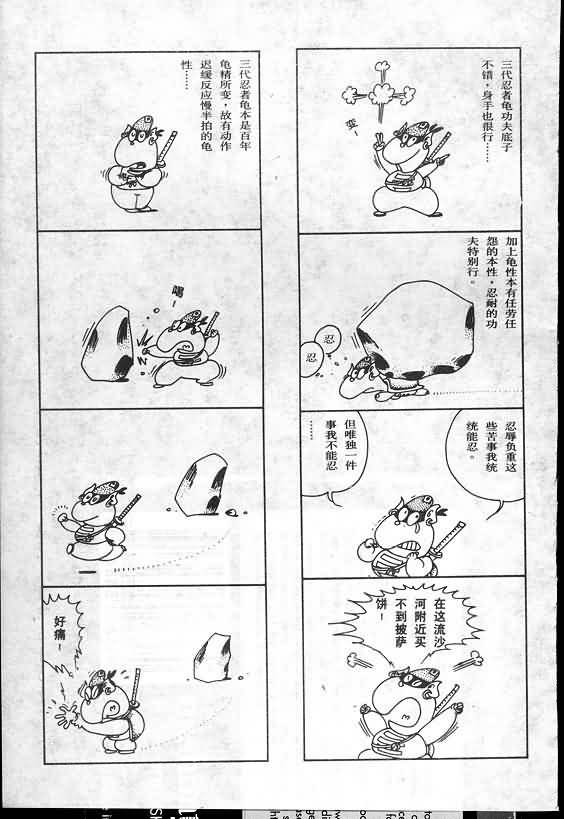 三代忍者龟功夫底子
不错，身手也很行……
变！
加上龟性本有任劳任
怨的本性，忍耐的功
夫特别行。
忍
忍
忍辱负重这
些苦事我统
统能忍。
但唯独一件
事我不能忍
……
在这流沙
河附近买
不到披萨
饼！
三代忍者龟本是百年
龟精所变，故有动作
迟缓反应慢半拍的龟
性……
喝！
好痛！